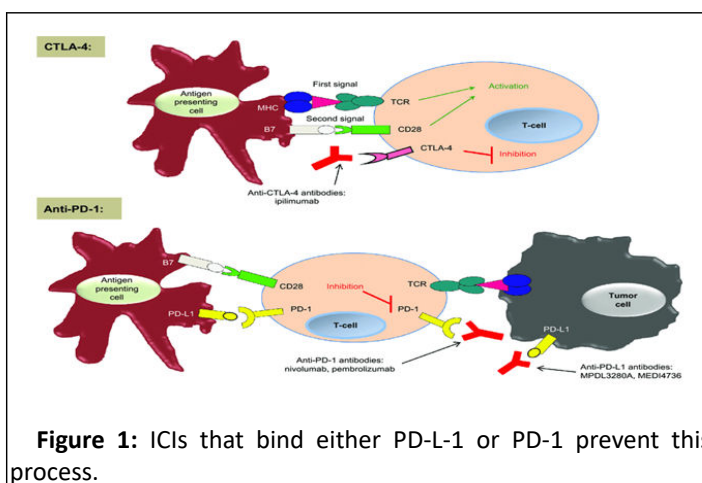 CTLA-4:
Antigen
presenting
cell
MHC
B7
First signal
Second signal
TCR
CD28
CTLA-4
Activation
T-cell
Inhibition
Anti-CTLA-4 antibodies:
ipilimumab
Anti-PD-1:
Antigen
presenting
cell
B7
PD-L1
CD28
PD-1
Inhibition
T-cell
TCR
PD-1
Tumor
cell
PD-L1
Anti-PD-1 antibodies:
nivolumab, pembrolizumab
Anti-PD-L1 antibodies:
MPDL3280A, MEDI4736
Figure 1: ICIs that bind either PD-L-1 or PD-1 prevent this
process.